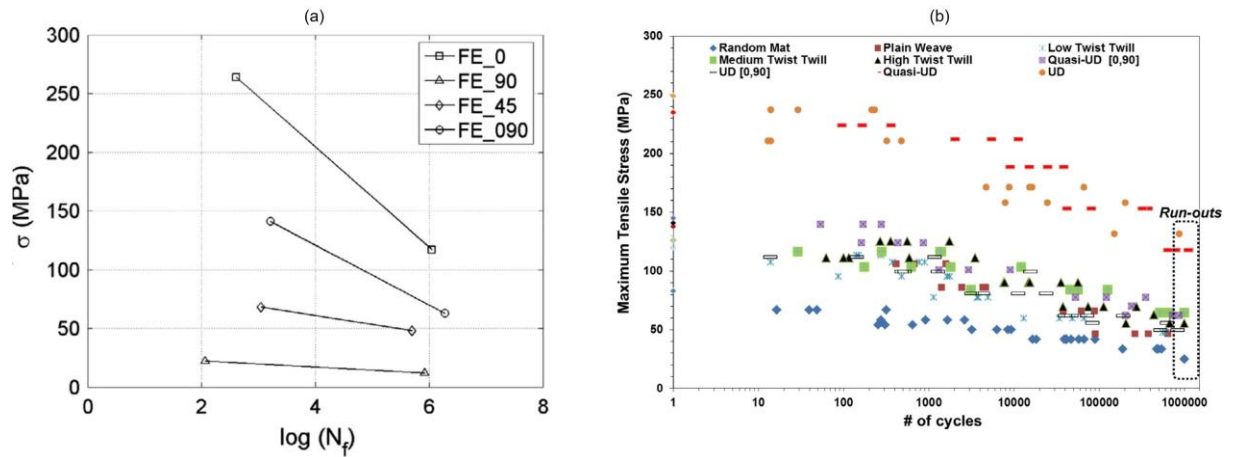 (a)
300
250
200
150
100
50
0
σ (MPa)
FE_0
FE_90
FE_45
FE_090
0 2 4 6 8
log (N_f)
(b)
300
250
200
150
100
50
0
Maximum Tensile Stress (MPa)
Random Mat Plain Weave Low Twist Twill
Medium Twist Twill High Twist Twill Quasi-UD [0,90]
UD [0,90] Quasi-UD UD
Run-outs
1 10 100 1000 10000 100000 1000000
# of cycles